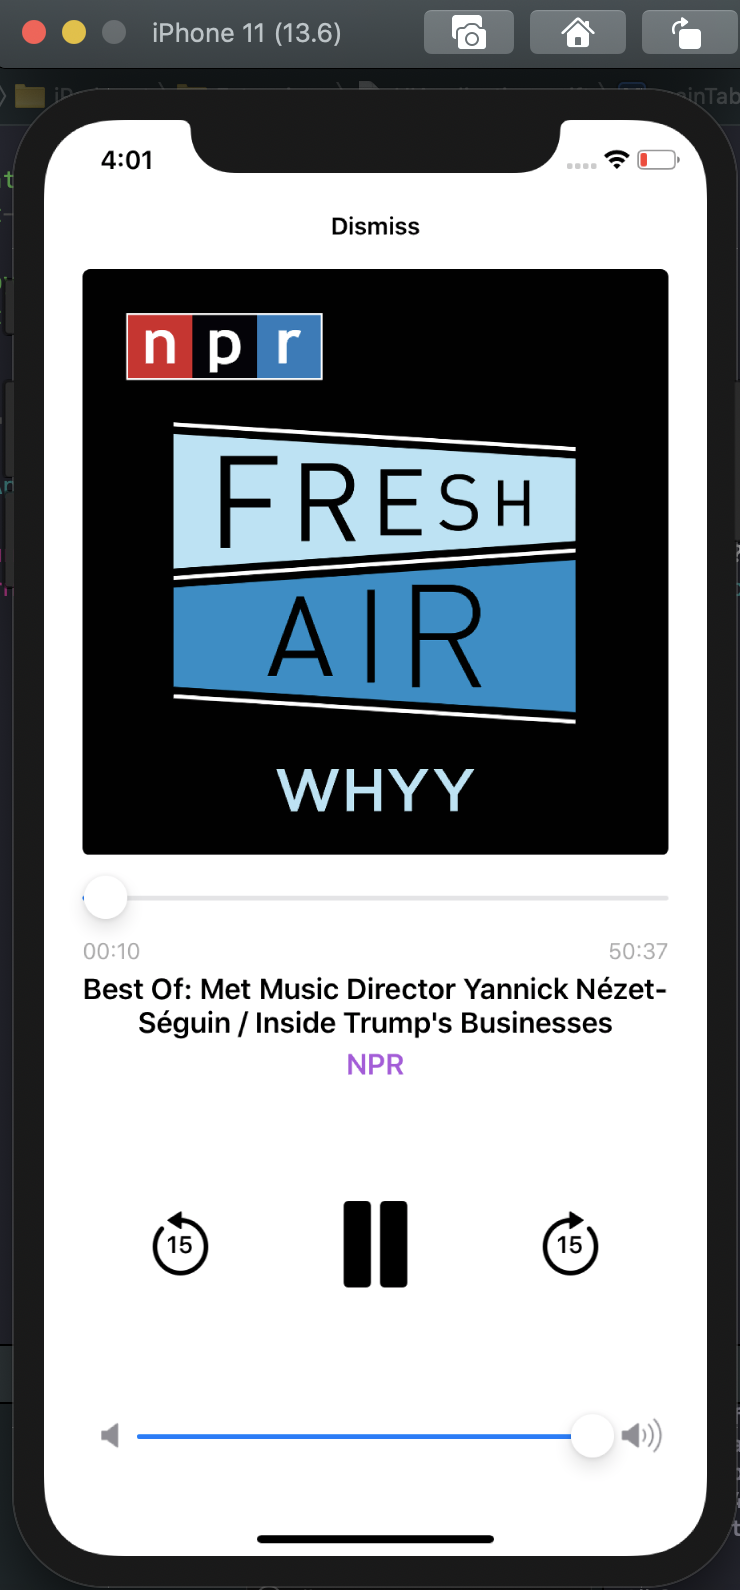 iPhone 11 (13.6)
4:01
Dismiss
npr
FRESH
AIR
WHYY
00:10 50:37
Best Of: Met Music Director Yannick Nézet-
Séguin / Inside Trump's Businesses
NPR
15 15